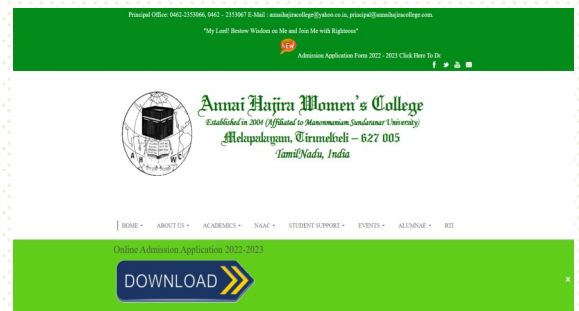 Principal Office: 0462-2353066, 0462 - 2353067 E-Mail : annaihajiracollege@yahoo.co.in, principal@annaihajiracollege.com.
"My Lord! Bestow Wisdom on Me and Join Me with Righteous"
NEW
Admission Application Form 2022 - 2023 Click Here To Dc
Annai Hajira Women's College
Established in 2004 (Affiliated to Manonmaniam Sundaranar University)
Melapalayam, Tirunelveli – 627 005
TamilNadu, India
A H W C
HOME ABOUT US ACADEMICS NAAC STUDENT SUPPORT EVENTS ALUMNAE RTI
Online Admission Application 2022-2023
DOWNLOAD
x